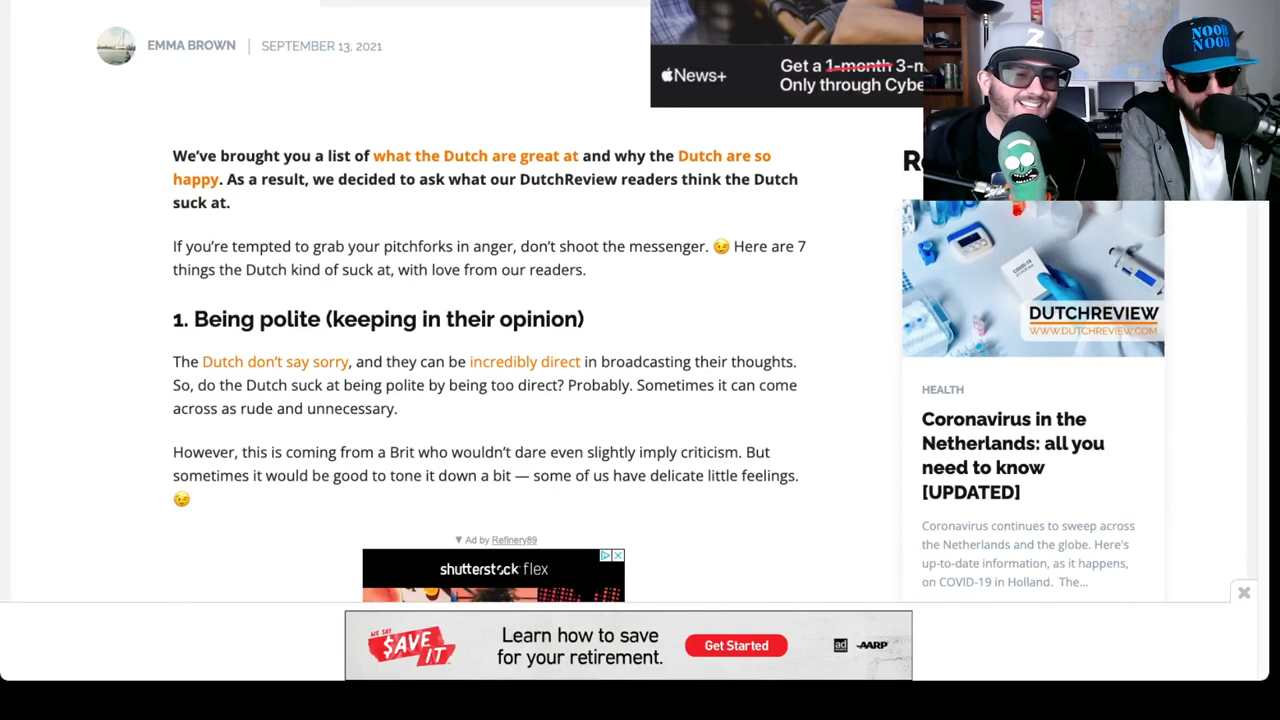 EMMA BROWN
SEPTEMBER 13, 2021
News+
Get a 1-month 3-m
Only through Cybe
Z
NOOB
NOOB
We've brought you a list of what the Dutch are great at and why the Dutch are so
happy. As a result, we decided to ask what our DutchReview readers think the Dutch
suck at.
If you're tempted to grab your pitchforks in anger, don't shoot the messenger. 😉 Here are 7
things the Dutch kind of suck at, with love from our readers.
1. Being polite (keeping in their opinion)
The Dutch don't say sorry, and they can be incredibly direct in broadcasting their thoughts.
So, do the Dutch suck at being polite by being too direct? Probably. Sometimes it can come
across as rude and unnecessary.
However, this is coming from a Brit who wouldn't dare even slightly imply criticism. But
sometimes it would be good to tone it down a bit — some of us have delicate little feelings.
😉
Ad by Refinery89
shutterstock flex
COVID-19
DUTCHREVIEW
WWW.DUTCHREVIEW.COM
HEALTH
Coronavirus in the
Netherlands: all you
need to know
[UPDATED]
Coronavirus continues to sweep across
the Netherlands and the globe. Here's
up-to-date information, as it happens,
on COVID-19 in Holland. The...
WE SAY
$AVE
IT
Learn how to save
for your retirement.
Get Started
ad
AARP